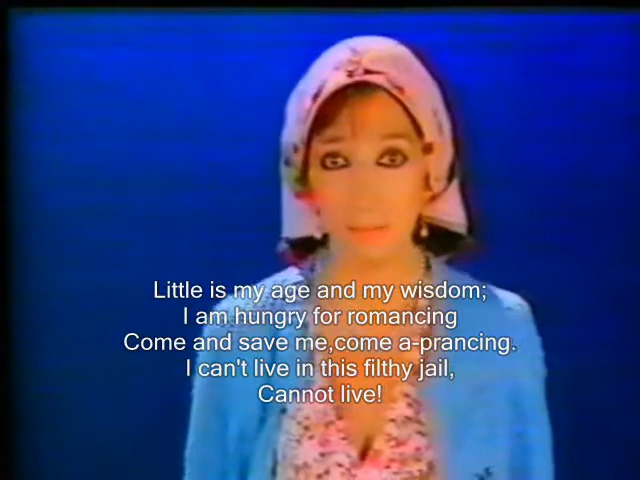 Little is my age and my wisdom;
I am hungry for romancing
Come and save me,come a-prancing.
I can't live in this filthy jail,
Cannot live!